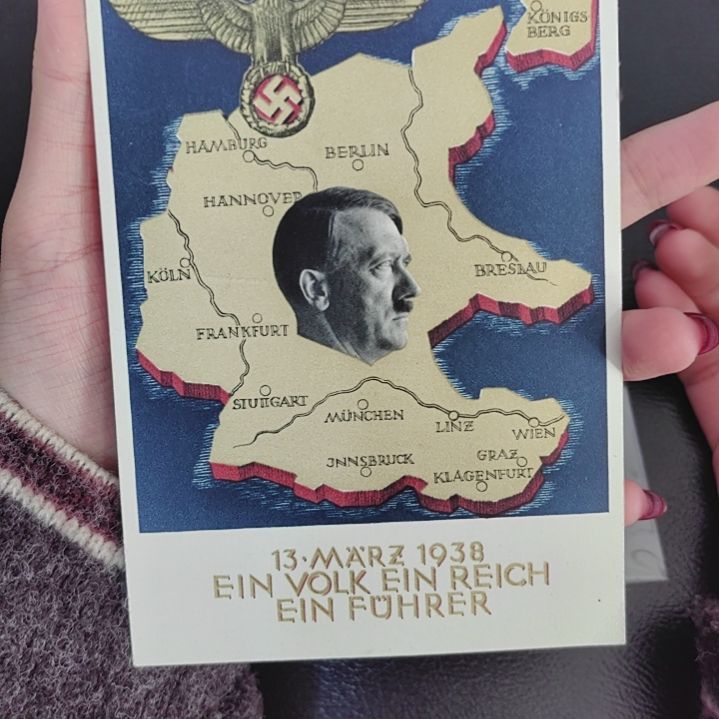 KÖNIGS
BERG
HAMBURG
BERLIN
HANNOVER
KÖLN
BRESLAU
FRANKFURT
STUTTGART
MÜNCHEN
LINZ
WIEN
JNNSBRUCK
GRAZ
KLAGENFURT
13·MÄRZ 1938
EIN VOLK EIN REICH
EIN FÜHRER